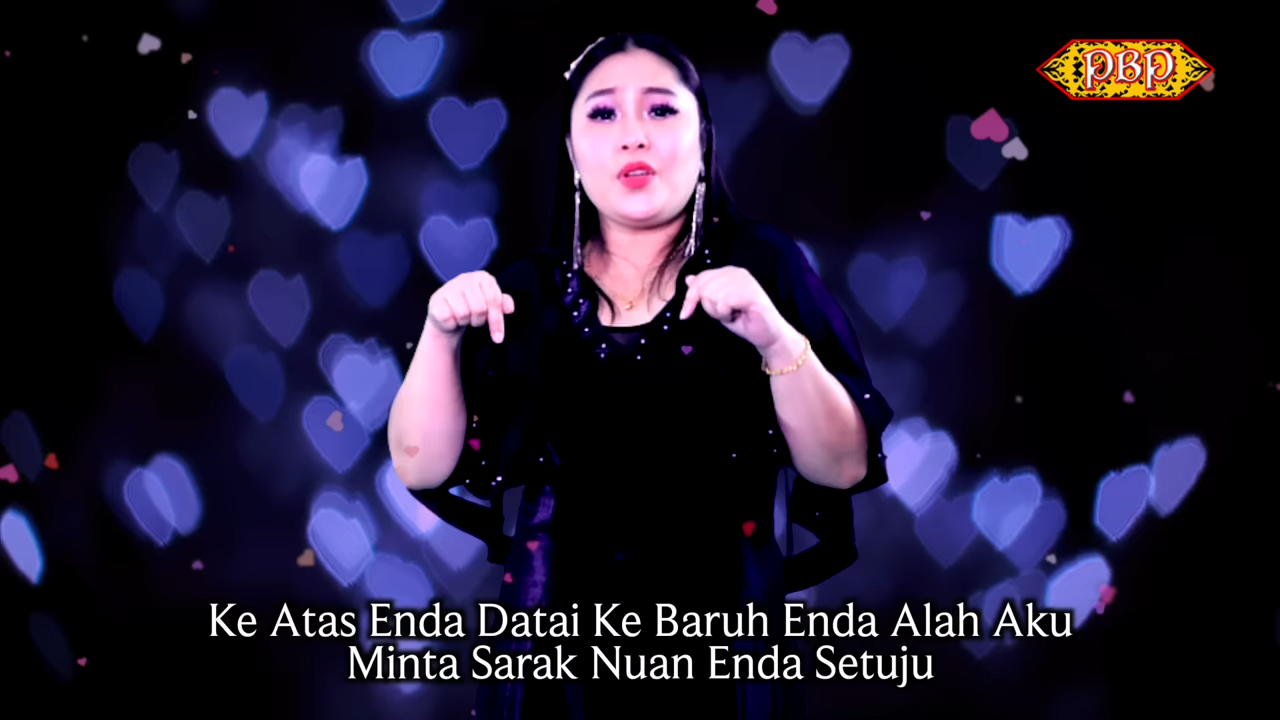 PBP
Ke Atas Enda Datai Ke Baruh Enda Alah Aku
Minta Sarak Nuan Enda Setuju